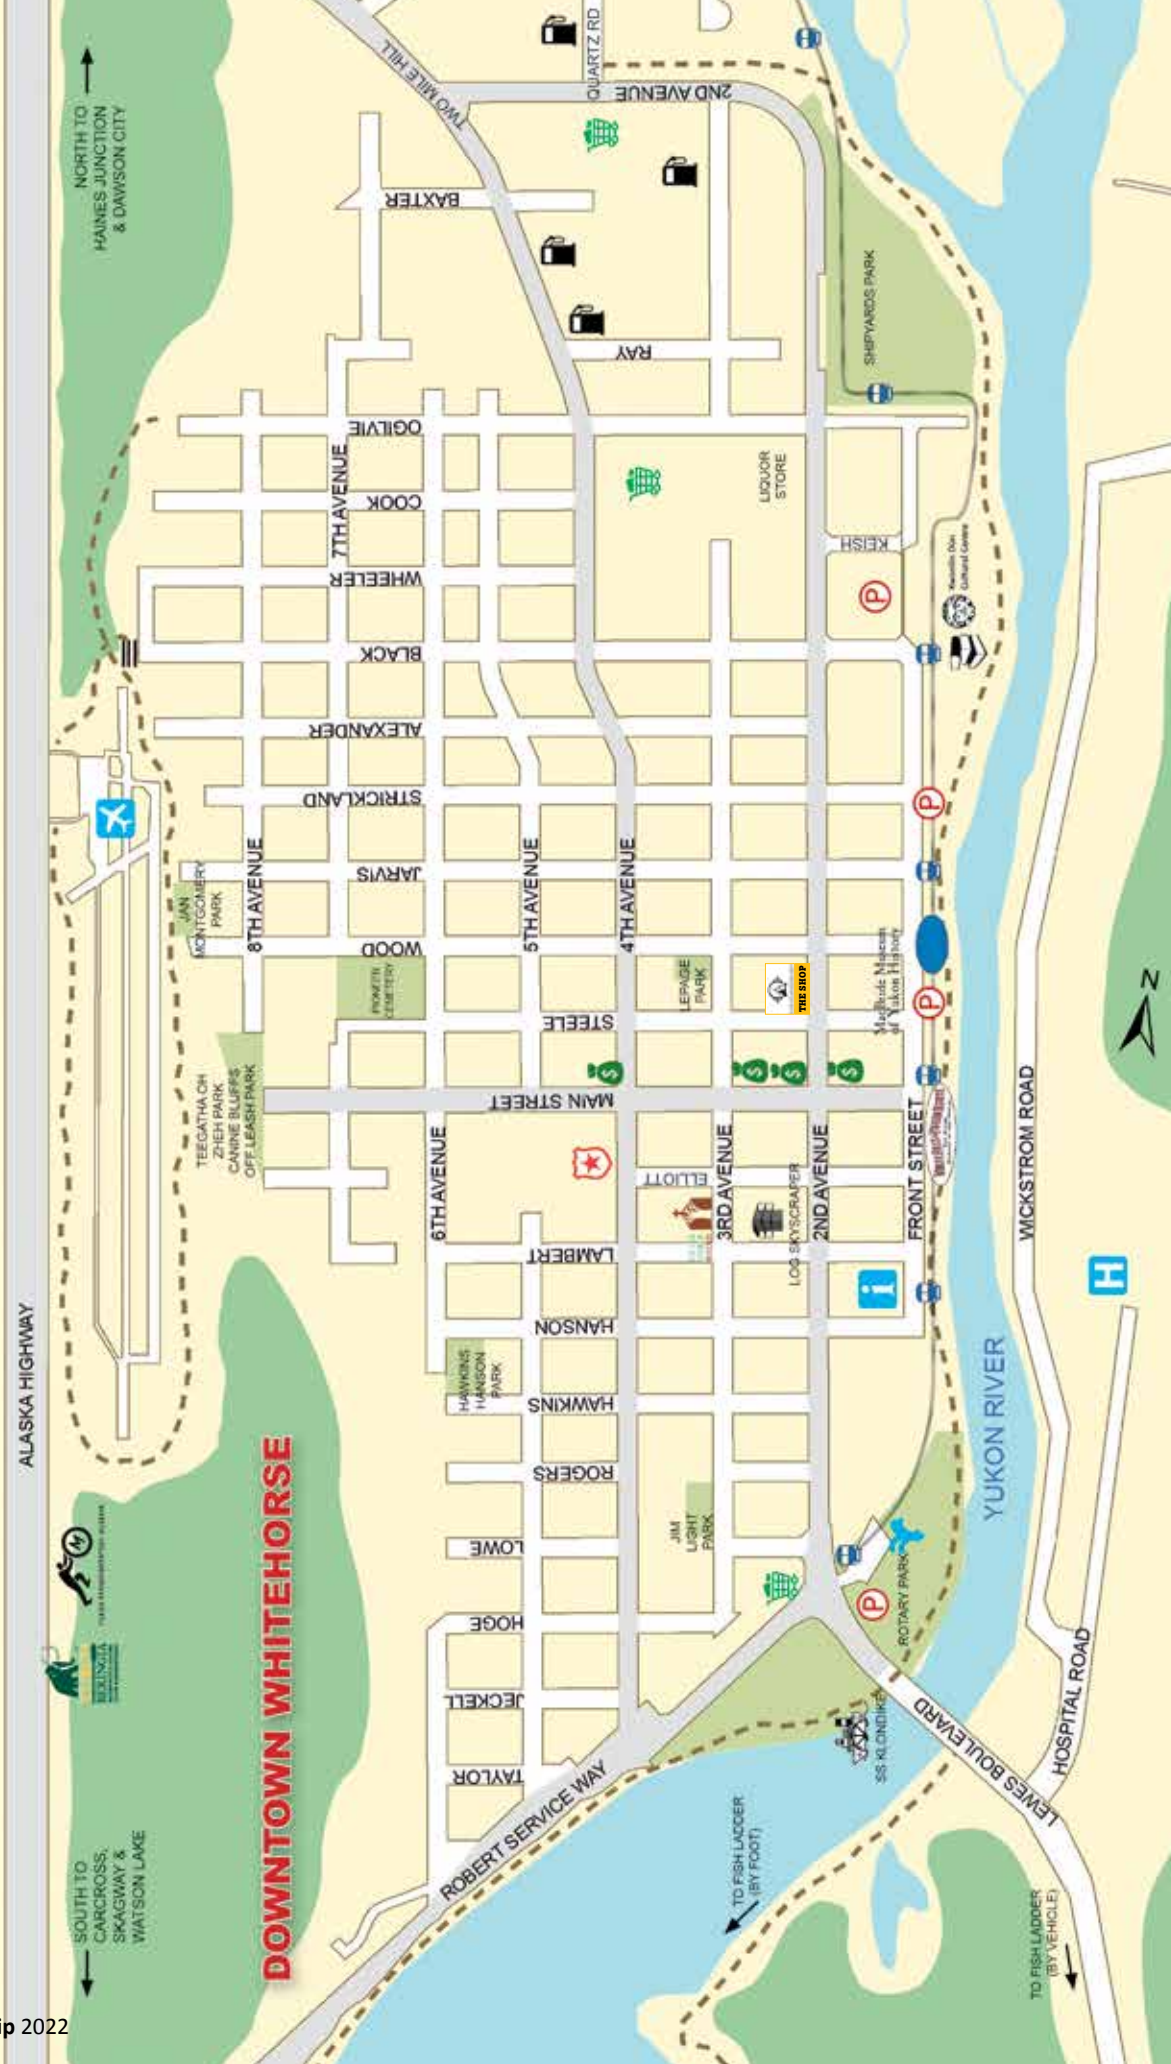 ip 2022
DOWNTOWN WHITEHORSE
ALASKA HIGHWAY
NORTH TO
HAINES JUNCTION
& DAWSON CITY
SOUTH TO
CARCROSS,
SKAGWAY &
WATSON LAKE
BERINGIA
M
TWO MILE HILL
QUARTZ RD
2ND AVENUE
BAXTER
RAY
SHIPYARDS PARK
OGILVIE
COOK
7TH AVENUE
WHEELER
BLACK
ALEXANDER
STRICKLAND
JARVIS
WOOD
LIQUOR
STORE
KEISH
P
Kwanlin Dün
Cultural Centre
8TH AVENUE
5TH AVENUE
4TH AVENUE
JAN
MONTGOMERY
PARK
PIONEER
CEMETERY
LEPAGE
PARK
THE SHOP
MacBride Museum
of Yukon History
P
P
STEELE
TEEGATHA OH
ZHEH PARK
CANINE BLUFFS
OFF LEASH PARK
MAIN STREET
$
$
$
$
6TH AVENUE
3RD AVENUE
2ND AVENUE
FRONT STREET
ELLIOTT
LOG SKYSCRAPER
LAMBERT
i
HANSON
HAWKINS
HANSON
PARK
HAWKINS
ROGERS
JIM
LIGHT
PARK
LOWE
HOGE
JECKELL
TAYLOR
ROBERT SERVICE WAY
P
ROTARY PARK
SS KLONDIKE
LEWES BOULEVARD
HOSPITAL ROAD
WICKSTROM ROAD
YUKON RIVER
H
N
TO FISH LADDER
(BY FOOT)
TO FISH LADDER
(BY VEHICLE)